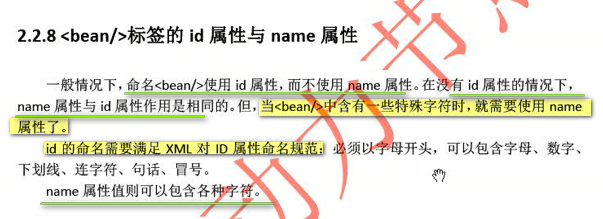 2.2.8 <bean/>标签的 id 属性与 name 属性
一般情况下，命名<bean/>使用 id 属性，而不使用 name 属性。在没有 id 属性的情况下，
name 属性与 id 属性作用是相同的。但，当<bean/>中含有一些特殊字符时，就需要使用 name
属性了。
id 的命名需要满足 XML 对 ID 属性命名规范：必须以字母开头，可以包含字母、数字、
下划线、连字符、句话、冒号。
name 属性值则可以包含各种字符。
动力节